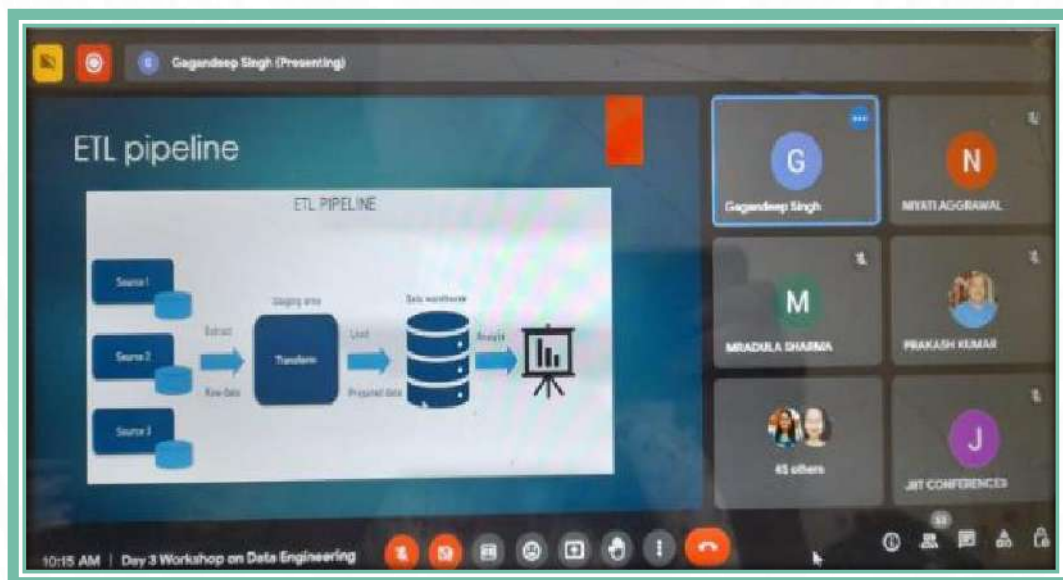 G Gagandeep Singh (Presenting)
ETL pipeline
ETL PIPELINE
Source 1
Source 2
Source 3
Extract
Raw data
Staging area
Transform
Load
Prepared data
Data warehouse
Analyze
G
Gagandeep Singh
N
NIYATI AGGRAWAL
M
MRADULA SHARMA
PRAKASH KUMAR
45 others
J
JIIT CONFERENCES
10:15 AM | Day 3 Workshop on Data Engineering